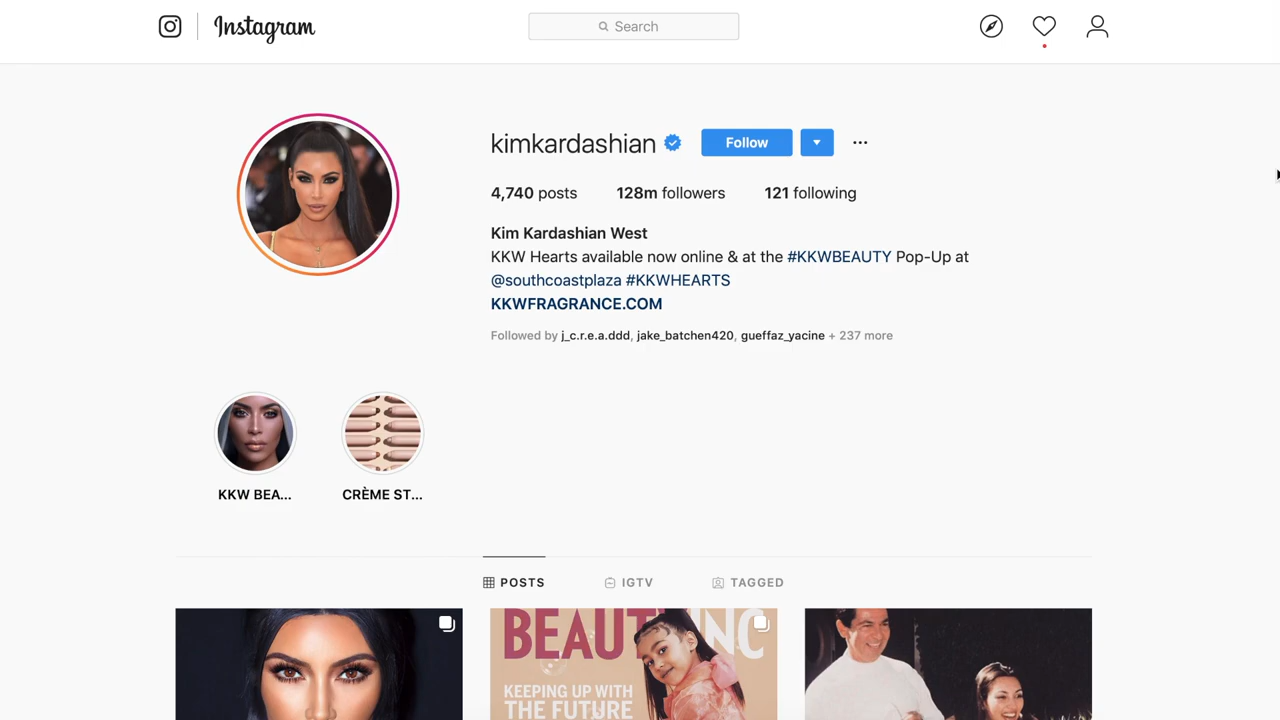 Instagram
Search
kimkardashian
Follow
4,740 posts 128m followers 121 following
Kim Kardashian West
KKW Hearts available now online & at the #KKWBEAUTY Pop-Up at
@southcoastplaza #KKWHEARTS
KKWFRAGRANCE.COM
Followed by j_c.r.e.a.ddd, jake_batchen420, gueffaz_yacine + 237 more
KKW BEA... CRÈME ST...
POSTS IGTV TAGGED
BEAUTY INC
KEEPING UP WITH
THE FUTURE